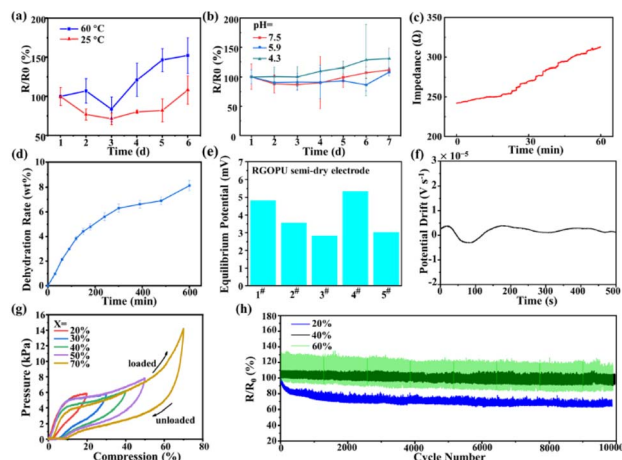 (a)
60 °C
25 °C
R/R0 (%)
200
150
100
50
1 2 3 4 5 6
Time (d)
(b)
pH=
7.5
5.9
4.3
R/R0 (%)
200
150
100
50
0
1 2 3 4 5 6 7
Time (d)
(c)
Impedance (Ω)
350
300
250
200
0 30 60
Time (min)
(d)
Dehydration Rate (wt%)
10
8
6
4
2
0
0 200 400 600
Time (min)
(e)
RGOPU semi-dry electrode
Equilibrium Potential (mV)
7
6
5
4
3
2
1
0
1# 2# 3# 4# 5#
(f)
× 10⁻⁵
Potential Drift (V s⁻¹)
2
1
0
-1
-2
0 100 200 300 400 500
Time (s)
(g)
X=
20%
30%
40%
50%
70%
loaded
unloaded
Pressure (kPa)
16
14
12
10
8
6
4
2
0
0 20 40 60 80
Compression (%)
(h)
20%
40%
60%
R/R₀ (%)
200
180
160
140
120
100
80
60
40
20
0 2000 4000 6000 8000 10000
Cycle Number